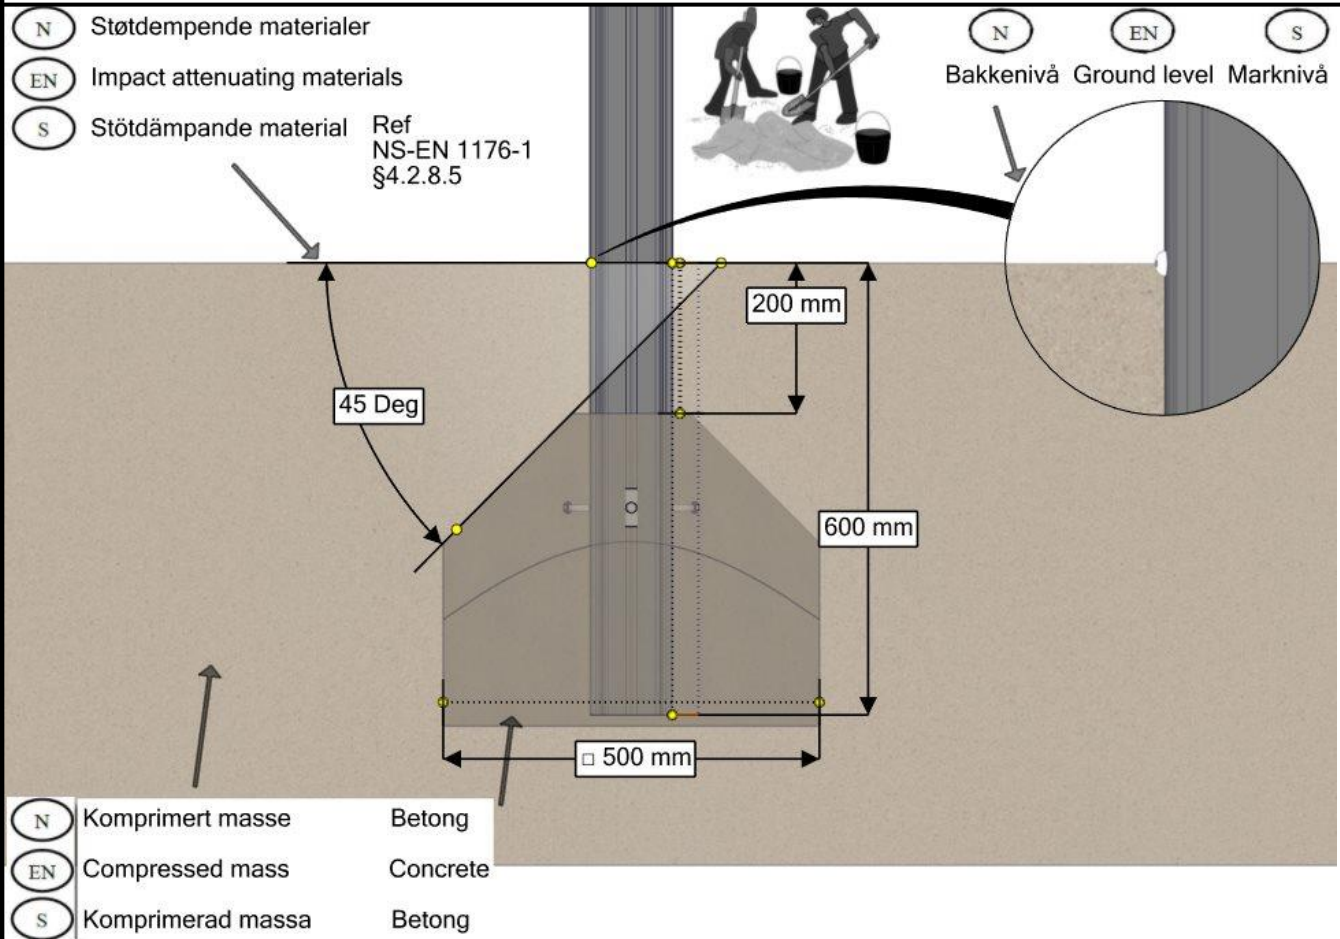 N Støtdempende materialer
EN Impact attenuating materials
S Stötdämpande material
Ref
NS-EN 1176-1
§4.2.8.5
N EN S
Bakkenivå Ground level Marknivå
200 mm
45 Deg
600 mm
□ 500 mm
N Komprimert masse Betong
EN Compressed mass Concrete
S Komprimerad massa Betong